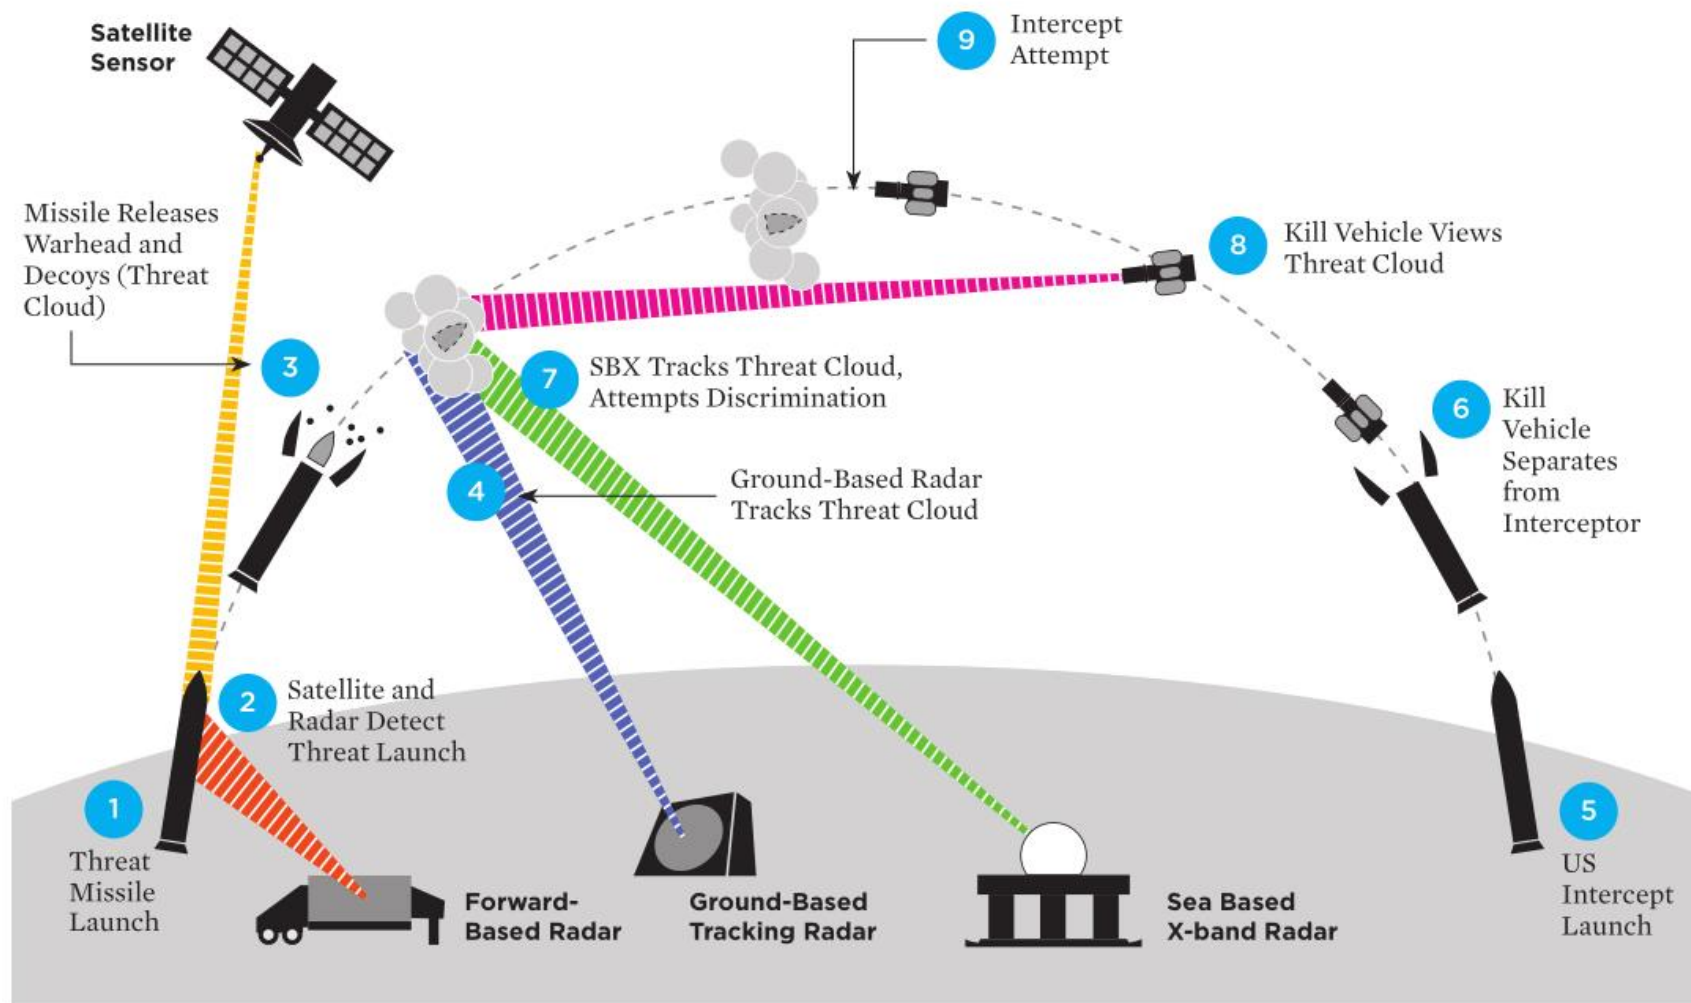 Satellite
Sensor
9
Intercept
Attempt
Missile Releases
Warhead and
Decoys (Threat
Cloud)
8
Kill Vehicle Views
Threat Cloud
3
7
SBX Tracks Threat Cloud,
Attempts Discrimination
6
Kill
Vehicle
Separates
from
Interceptor
4
Ground-Based Radar
Tracks Threat Cloud
2
Satellite and
Radar Detect
Threat Launch
1
Threat
Missile
Launch
5
US
Intercept
Launch
Forward-
Based Radar
Ground-Based
Tracking Radar
Sea Based
X-band Radar